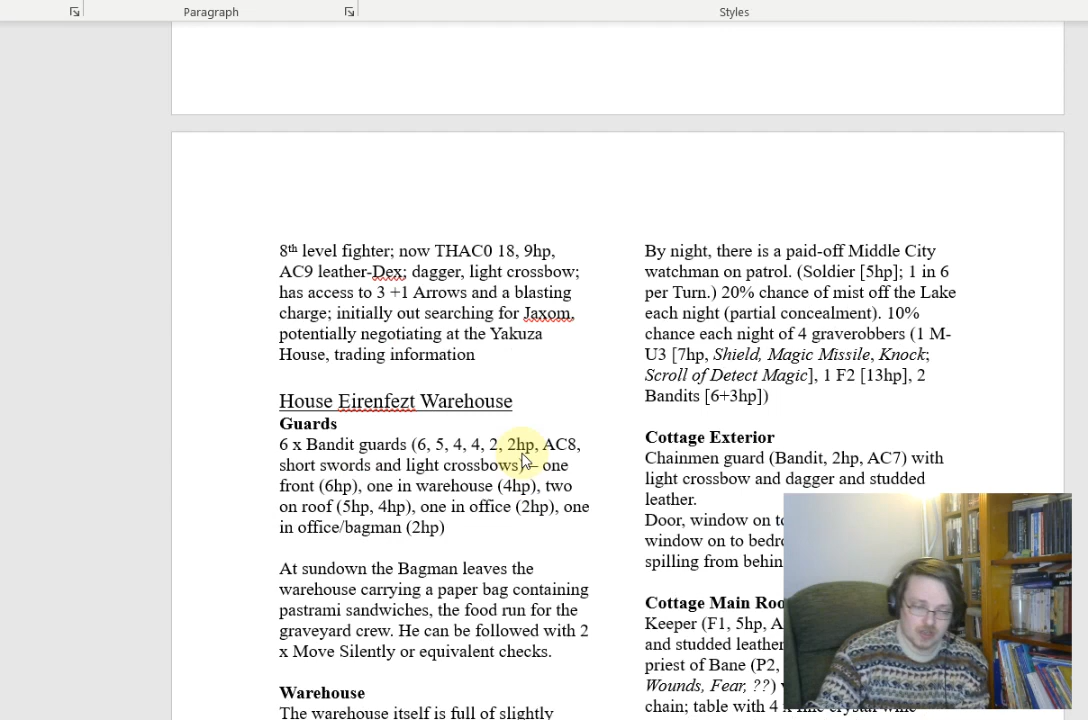 Paragraph
Styles
8th level fighter; now THAC0 18, 9hp,
AC9 leather-Dex; dagger, light crossbow;
has access to 3 +1 Arrows and a blasting
charge; initially out searching for Jaxom,
potentially negotiating at the Yakuza
House, trading information
House Eirenfezt Warehouse
Guards
6 x Bandit guards (6, 5, 4, 4, 2, 2hp, AC8,
short swords and light crossbows) – one
front (6hp), one in warehouse (4hp), two
on roof (5hp, 4hp), one in office (2hp), one
in office/bagman (2hp)
At sundown the Bagman leaves the
warehouse carrying a paper bag containing
pastrami sandwiches, the food run for the
graveyard crew. He can be followed with 2
x Move Silently or equivalent checks.
Warehouse
The warehouse itself is full of slightly
By night, there is a paid-off Middle City
watchman on patrol. (Soldier [5hp]; 1 in 6
per Turn.) 20% chance of mist off the Lake
each night (partial concealment). 10%
chance each night of 4 graverobbers (1 M-
U3 [7hp, Shield, Magic Missile, Knock;
Scroll of Detect Magic], 1 F2 [13hp], 2
Bandits [6+3hp])
Cottage Exterior
Chainmen guard (Bandit, 2hp, AC7) with
light crossbow and dagger and studded
leather.
Door, window on
window on to
spilling from
Cottage Main
Keeper (F1, 5hp,
and studded leather
priest of Bane (P2,
Wounds, Fear, ??)
chain; table with 4